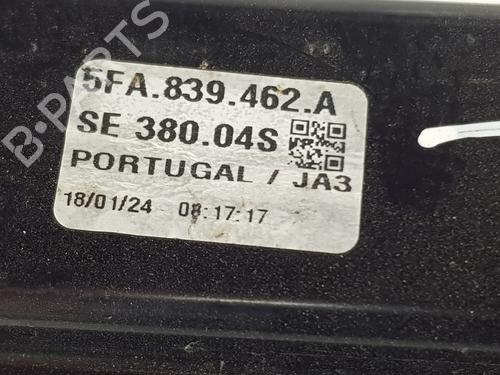 B-PARTS
5FA.839.462.A
SE 380.04S
PORTUGAL / JA3
18/01/24 08:17:17